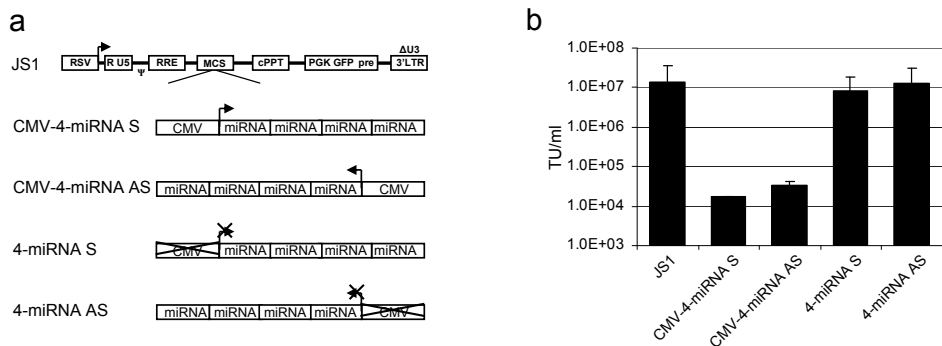 a
JS1
RSV R U5 Ψ RRE MCS cPPT PGK GFP pre ΔU3 3'LTR
CMV-4-miRNA S
CMV miRNA miRNA miRNA miRNA
CMV-4-miRNA AS
miRNA miRNA miRNA miRNA CMV
4-miRNA S
CMV miRNA miRNA miRNA miRNA
4-miRNA AS
miRNA miRNA miRNA miRNA CMV
b
TU/ml
1.0E+08
1.0E+07
1.0E+06
1.0E+05
1.0E+04
1.0E+03
JS1
CMV-4-miRNA S
CMV-4-miRNA AS
4-miRNA S
4-miRNA AS